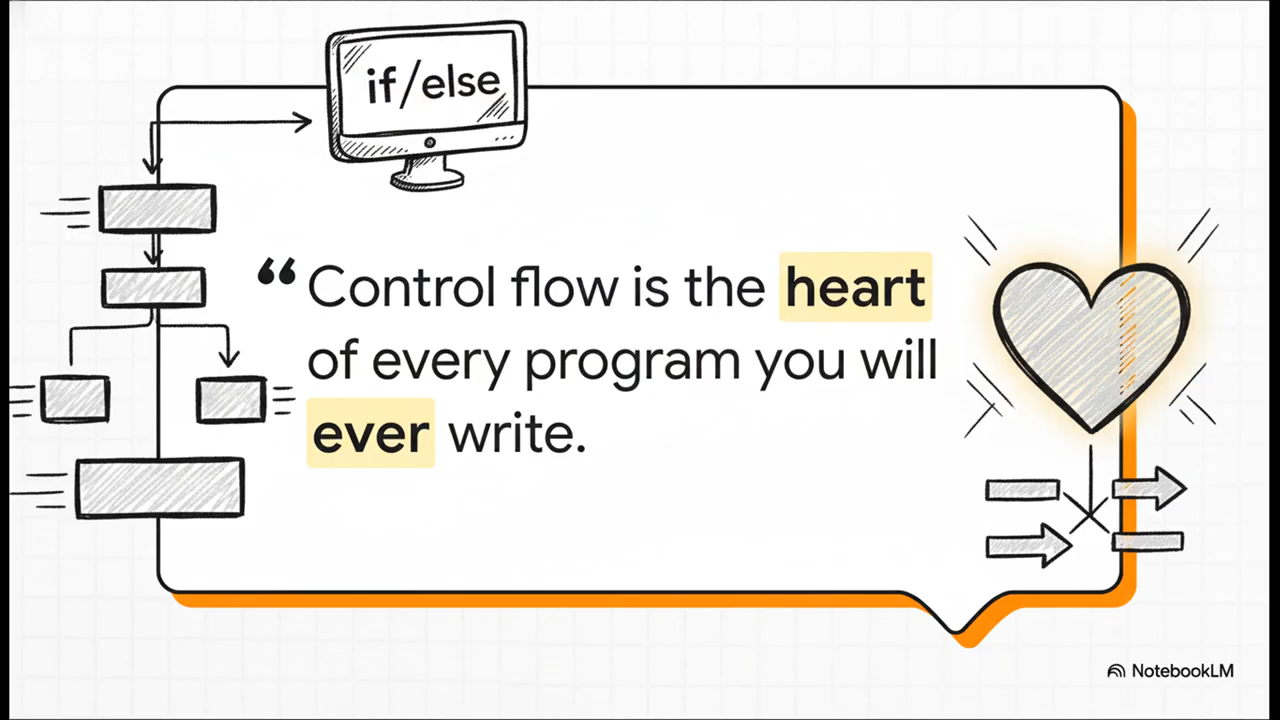 if/else
“Control flow is the heart
of every program you will
ever write.
NotebookLM